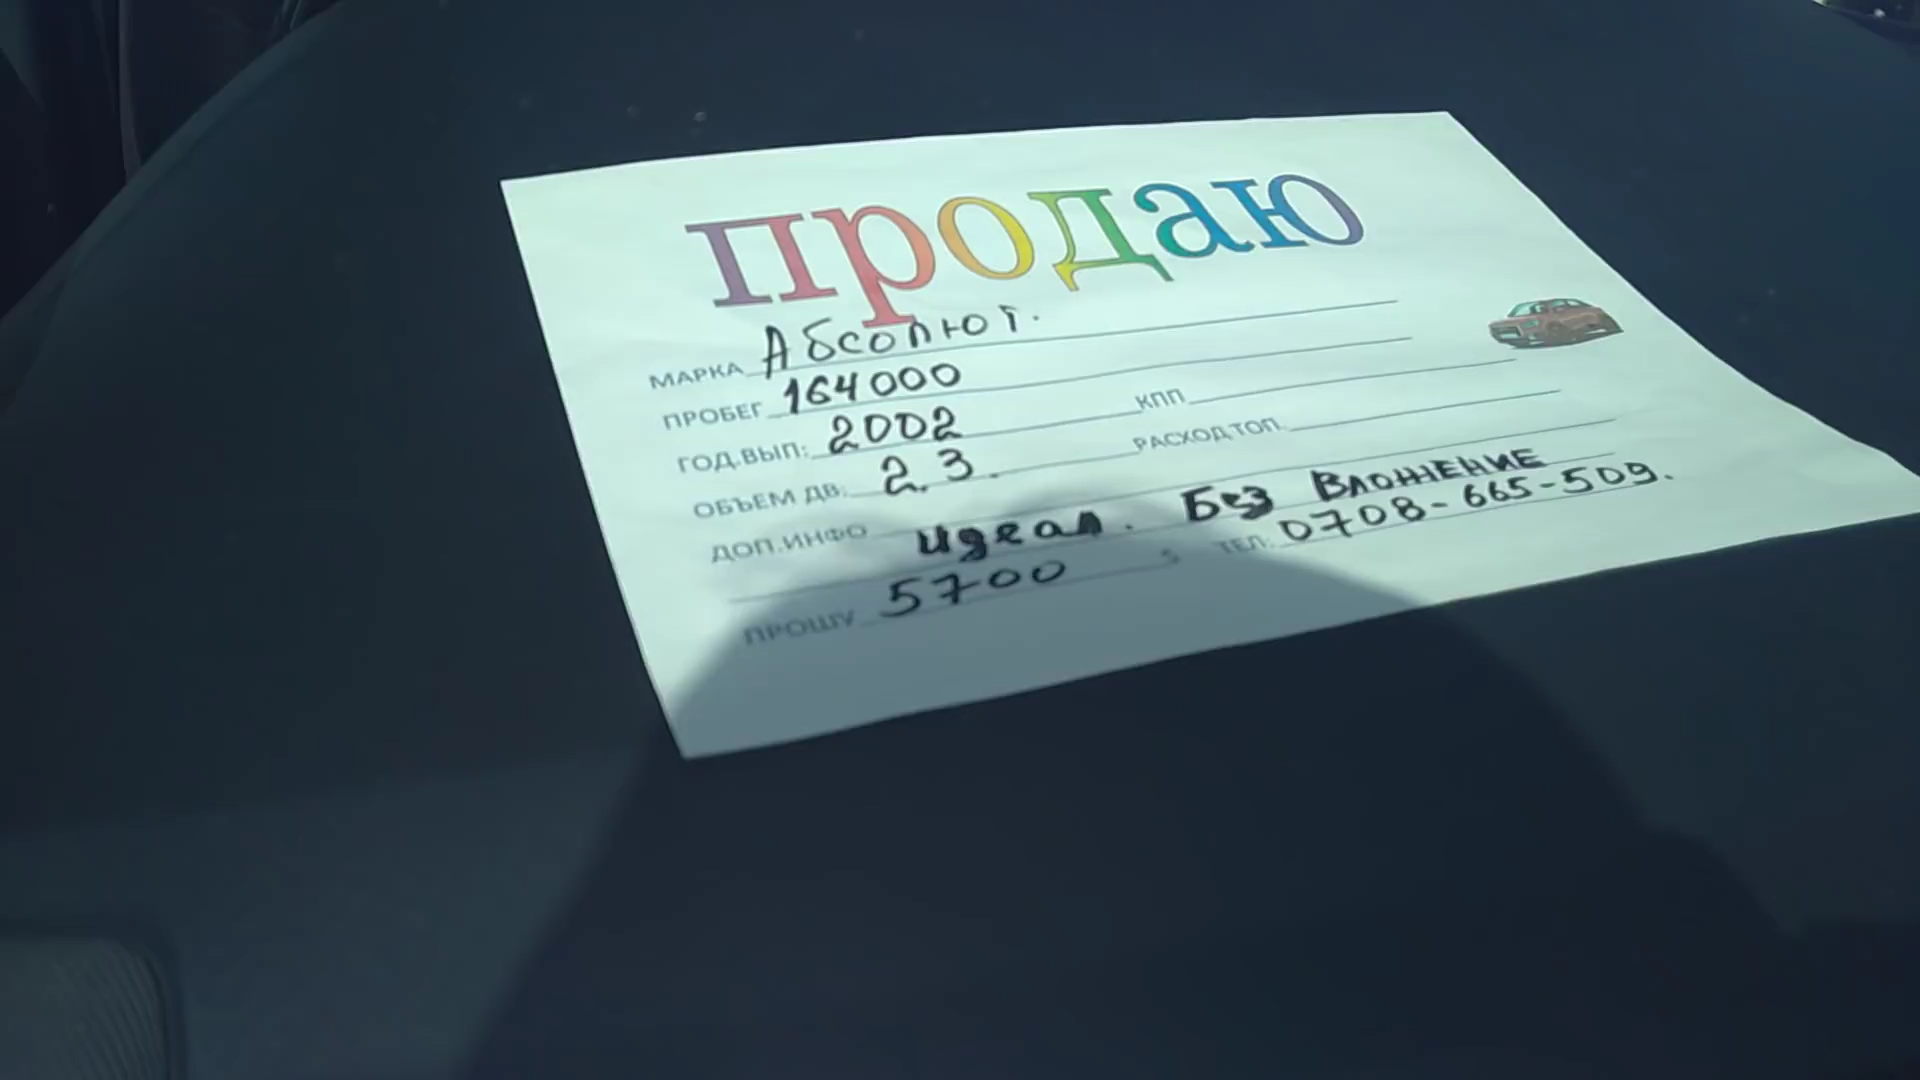 продаю
МАРКА Абсолют.
ПРОБЕГ 164000
ГОД.ВЫП: 2002 КПП
ОБЪЕМ ДВ: 2.3. РАСХОД ТОП.
ДОП.ИНФО идеал. Без Вложение
ПРОШУ 5700 $ ТЕЛ: 0708-665-509.